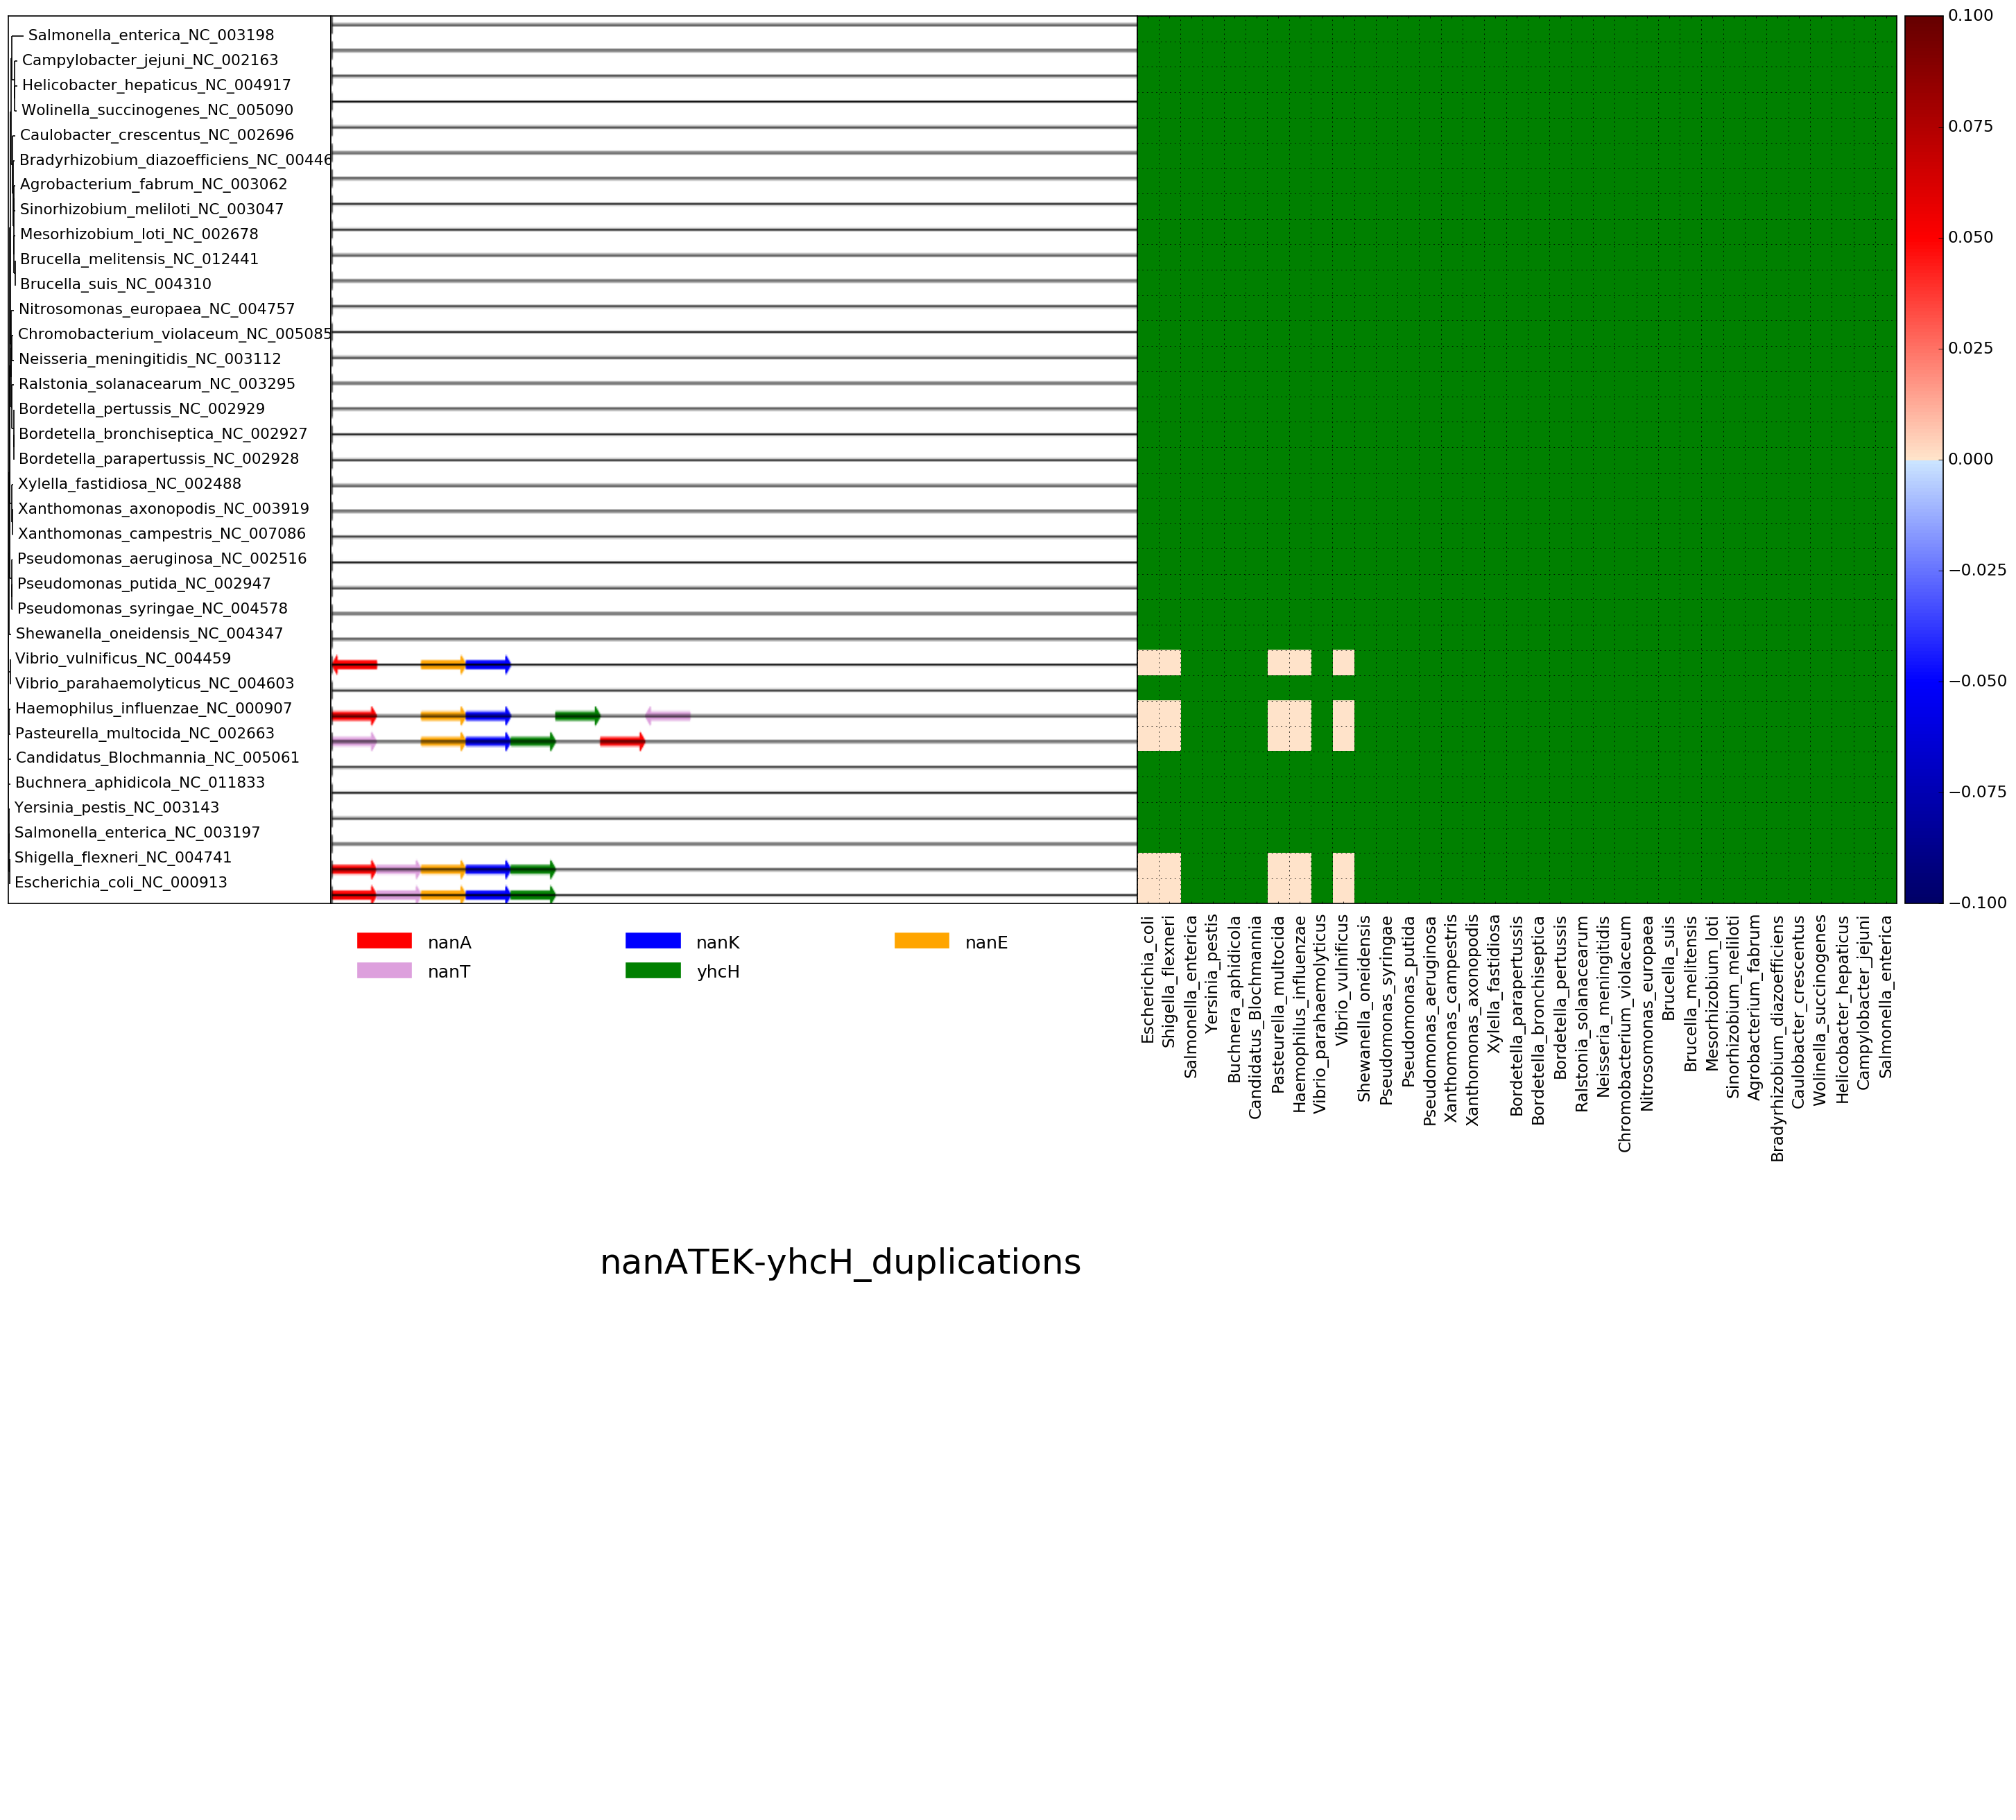 Salmonella_enterica_NC_003198
Campylobacter_jejuni_NC_002163
Helicobacter_hepaticus_NC_004917
Wolinella_succinogenes_NC_005090
Caulobacter_crescentus_NC_002696
Bradyrhizobium_diazoefficiens_NC_00446
Agrobacterium_fabrum_NC_003062
Sinorhizobium_meliloti_NC_003047
Mesorhizobium_loti_NC_002678
Brucella_melitensis_NC_012441
Brucella_suis_NC_004310
Nitrosomonas_europaea_NC_004757
Chromobacterium_violaceum_NC_005085
Neisseria_meningitidis_NC_003112
Ralstonia_solanacearum_NC_003295
Bordetella_pertussis_NC_002929
Bordetella_bronchiseptica_NC_002927
Bordetella_parapertussis_NC_002928
Xylella_fastidiosa_NC_002488
Xanthomonas_axonopodis_NC_003919
Xanthomonas_campestris_NC_007086
Pseudomonas_aeruginosa_NC_002516
Pseudomonas_putida_NC_002947
Pseudomonas_syringae_NC_004578
Shewanella_oneidensis_NC_004347
Vibrio_vulnificus_NC_004459
Vibrio_parahaemolyticus_NC_004603
Haemophilus_influenzae_NC_000907
Pasteurella_multocida_NC_002663
Candidatus_Blochmannia_NC_005061
Buchnera_aphidicola_NC_011833
Yersinia_pestis_NC_003143
Salmonella_enterica_NC_003197
Shigella_flexneri_NC_004741
Escherichia_coli_NC_000913
0.100
0.075
0.050
0.025
0.000
−0.025
−0.050
−0.075
−0.100
nanA
nanK
nanE
nanT
yhcH
Escherichia_coli
Shigella_flexneri
Salmonella_enterica
Yersinia_pestis
Buchnera_aphidicola
Candidatus_Blochmannia
Pasteurella_multocida
Haemophilus_influenzae
Vibrio_parahaemolyticus
Vibrio_vulnificus
Shewanella_oneidensis
Pseudomonas_syringae
Pseudomonas_putida
Pseudomonas_aeruginosa
Xanthomonas_campestris
Xanthomonas_axonopodis
Xylella_fastidiosa
Bordetella_parapertussis
Bordetella_bronchiseptica
Bordetella_pertussis
Ralstonia_solanacearum
Neisseria_meningitidis
Chromobacterium_violaceum
Nitrosomonas_europaea
Brucella_suis
Brucella_melitensis
Mesorhizobium_loti
Sinorhizobium_meliloti
Agrobacterium_fabrum
Bradyrhizobium_diazoefficiens
Caulobacter_crescentus
Wolinella_succinogenes
Helicobacter_hepaticus
Campylobacter_jejuni
Salmonella_enterica
nanATEK-yhcH_duplications